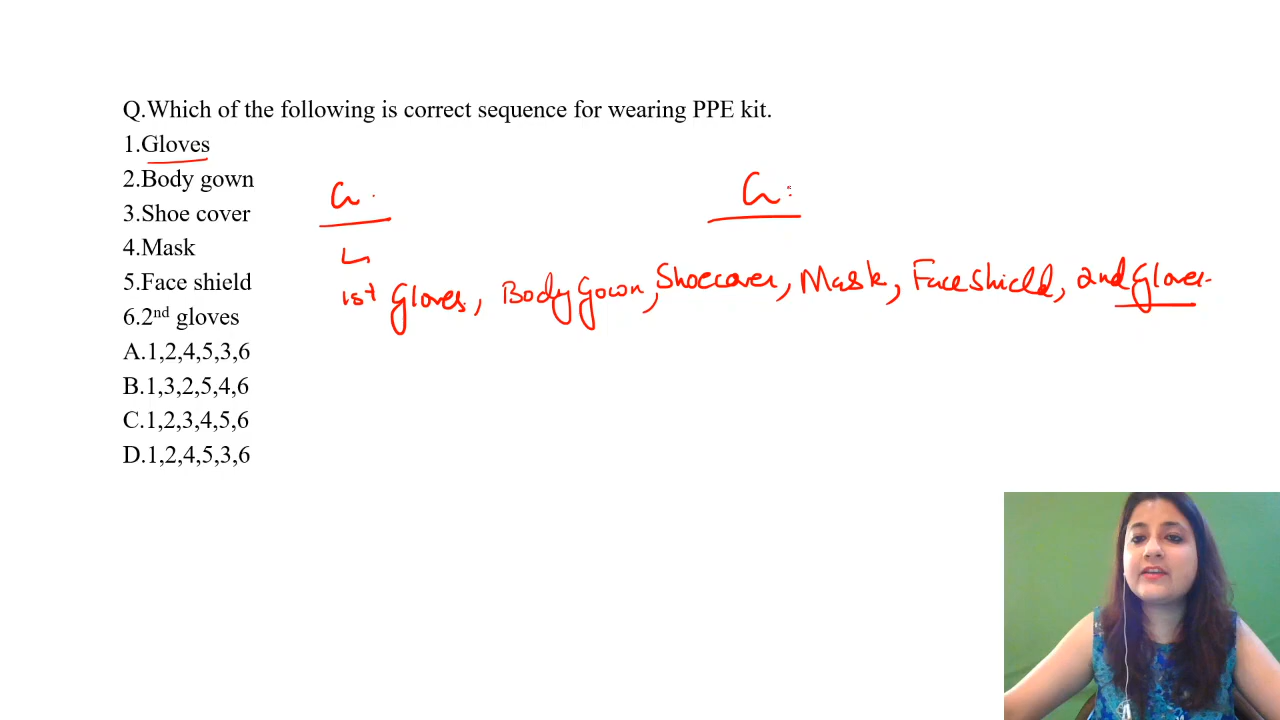 Q.Which of the following is correct sequence for wearing PPE kit.
1.Gloves
2.Body gown
3.Shoe cover
4.Mask
5.Face shield
6.2nd gloves
A.1,2,4,5,3,6
B.1,3,2,5,4,6
C.1,2,3,4,5,6
D.1,2,4,5,3,6
G. G:
1st Gloves, Body Gown, Shoecover, Mask, Face Shield, 2nd Gloves.